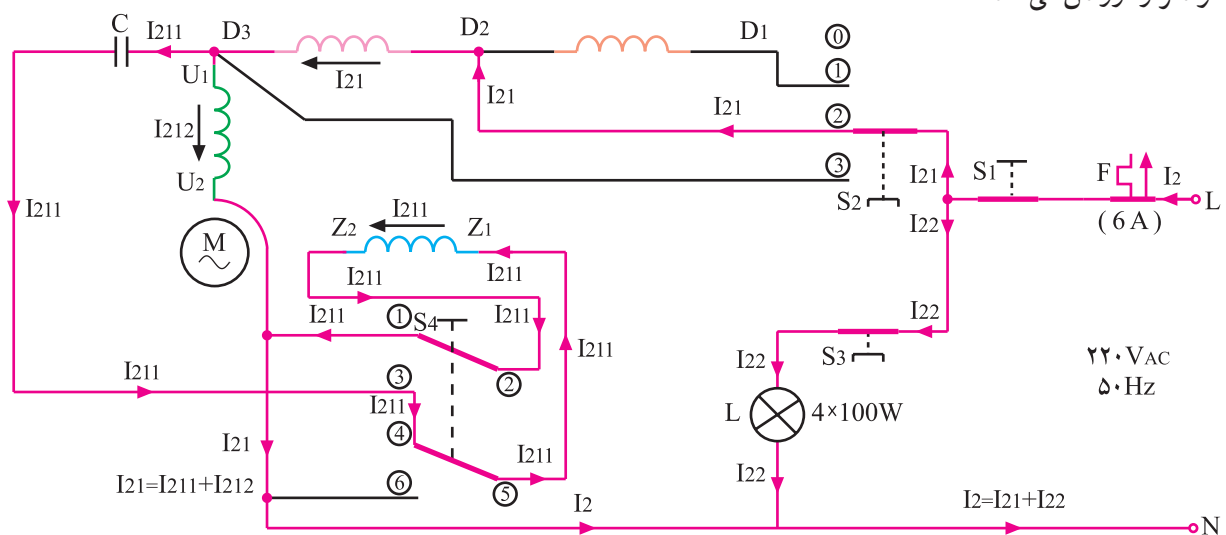 C I211 D3 D2 D1 ⓪
U1 I21 ①
I212 I21 I21 ②
U2 ③ I21 S1 F I2
I211 I211 S2 I22 (6A) L
M Z2 Z1
I211 I211
I211 ① S4 I211 I22
I211 S3 ۲۲۰VAC
I211 ③ ② I22 ۵۰Hz
I211
④ L 4×100W
I21 I211 I22
I21=I211+I212 ⑥ ⑤
I2 I2=I21+I22
N